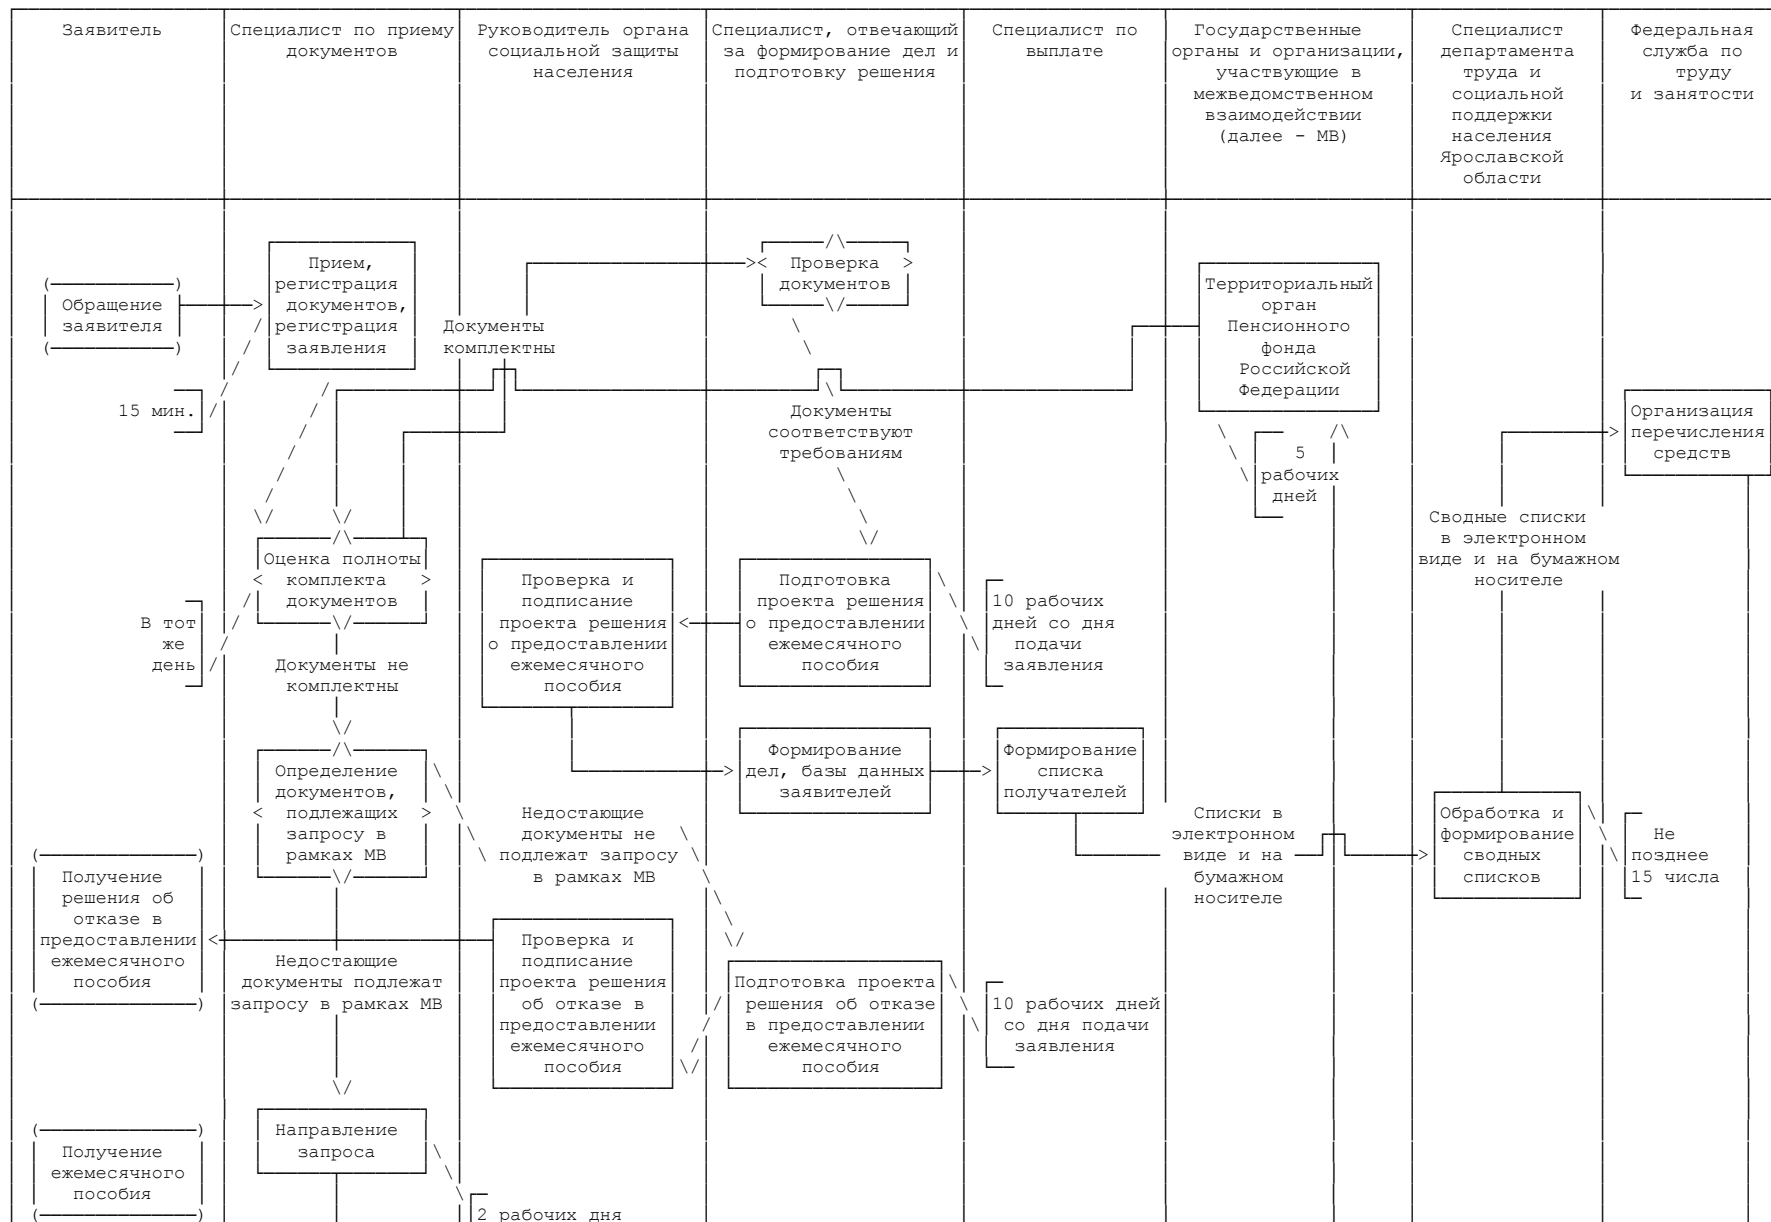 Заявитель
Специалист по приему
документов
Руководитель органа
социальной защиты
населения
Специалист, отвечающий
за формирование дел и
подготовку решения
Специалист по
выплате
Государственные
органы и организации,
участвующие в
межведомственном
взаимодействии
(далее - МВ)
Специалист
департамента
труда и
социальной
поддержки
населения
Ярославской
области
Федеральная
служба по
труду
и занятости
Обращение
заявителя
Прием,
регистрация
документов,
регистрация
заявления
15 мин.
Документы
комплектны
Проверка
документов
Документы
соответствуют
требованиям
Территориальный
орган
Пенсионного
фонда
Российской
Федерации
5
рабочих
дней
Организация
перечисления
средств
Сводные списки
в электронном
виде и на бумажном
носителе
Оценка полноты
комплекта
документов
В тот
же
день
Документы не
комплектны
Проверка и
подписание
проекта решения
о предоставлении
ежемесячного
пособия
Подготовка
проекта решения
о предоставлении
ежемесячного
пособия
10 рабочих
дней со дня
подачи
заявления
Определение
документов,
подлежащих
запросу в
рамках МВ
Формирование
дел, базы данных
заявителей
Формирование
списка
получателей
Недостающие
документы не
подлежат запросу
в рамках МВ
Списки в
электронном
виде и на
бумажном
носителе
Обработка и
формирование
сводных
списков
Не
позднее
15 числа
Получение
решения об
отказе в
предоставлении
ежемесячного
пособия
Недостающие
документы подлежат
запросу в рамках МВ
Проверка и
подписание
проекта решения
об отказе в
предоставлении
ежемесячного
пособия
Подготовка проекта
решения об отказе
в предоставлении
ежемесячного
пособия
10 рабочих дней
со дня подачи
заявления
Направление
запроса
Получение
ежемесячного
пособия
2 рабочих дня